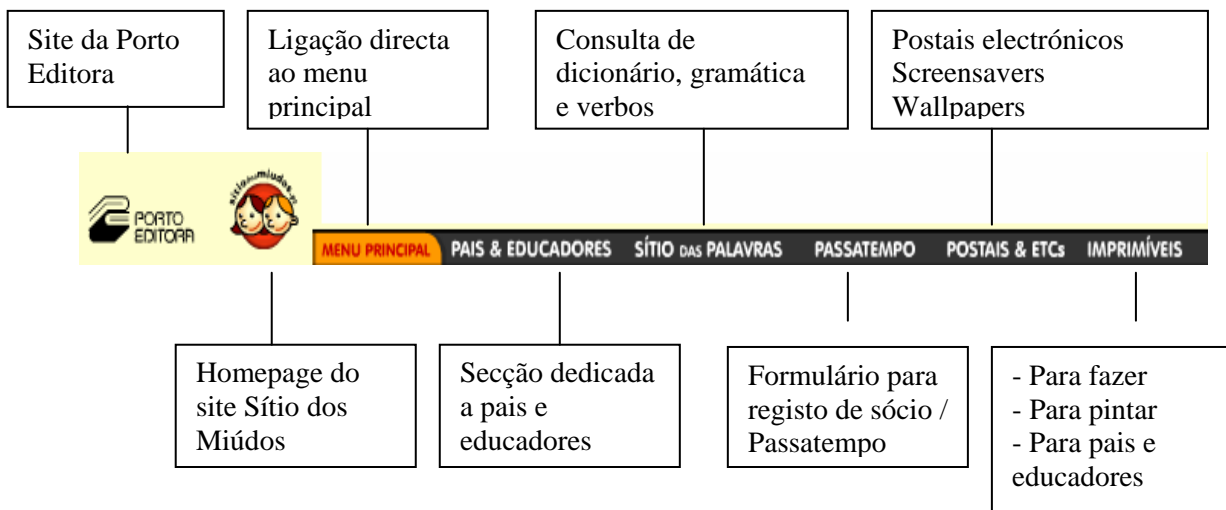 Site da Porto
Editora
Ligação directa
ao menu
principal
Consulta de
dicionário, gramática
e verbos
Postais electrónicos
Screensavers
Wallpapers
sítiodosmiudos.pt
PORTO
EDITORA
MENU PRINCIPAL PAIS & EDUCADORES SÍTIO DAS PALAVRAS PASSATEMPO POSTAIS & ETCs IMPRIMÍVEIS
Homepage do
site Sítio dos
Miúdos
Secção dedicada
a pais e
educadores
Formulário para
registo de sócio /
Passatempo
- Para fazer
- Para pintar
- Para pais e
educadores